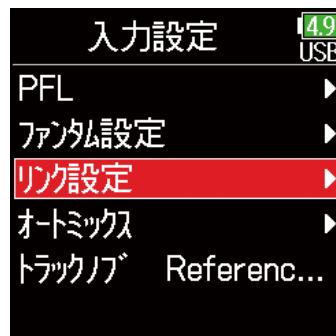 入力設定
4.9
USB
PFL
ファンタム設定
リンク設定
オートミックス
トラックノブ Referenc...